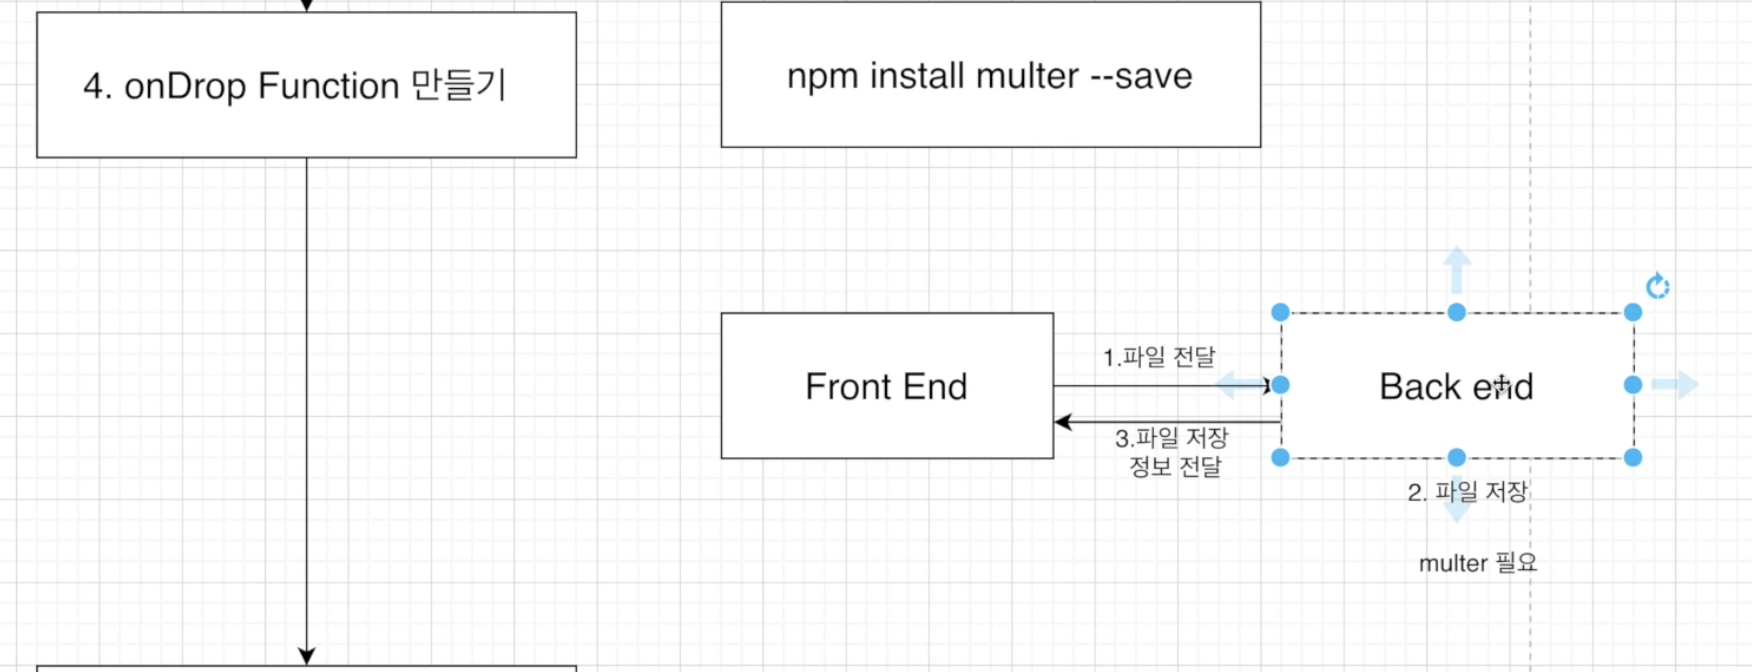 4. onDrop Function 만들기
npm install multer --save
Front End
1.파일 전달
3.파일 저장
정보 전달
Back end
2. 파일 저장
multer 필요